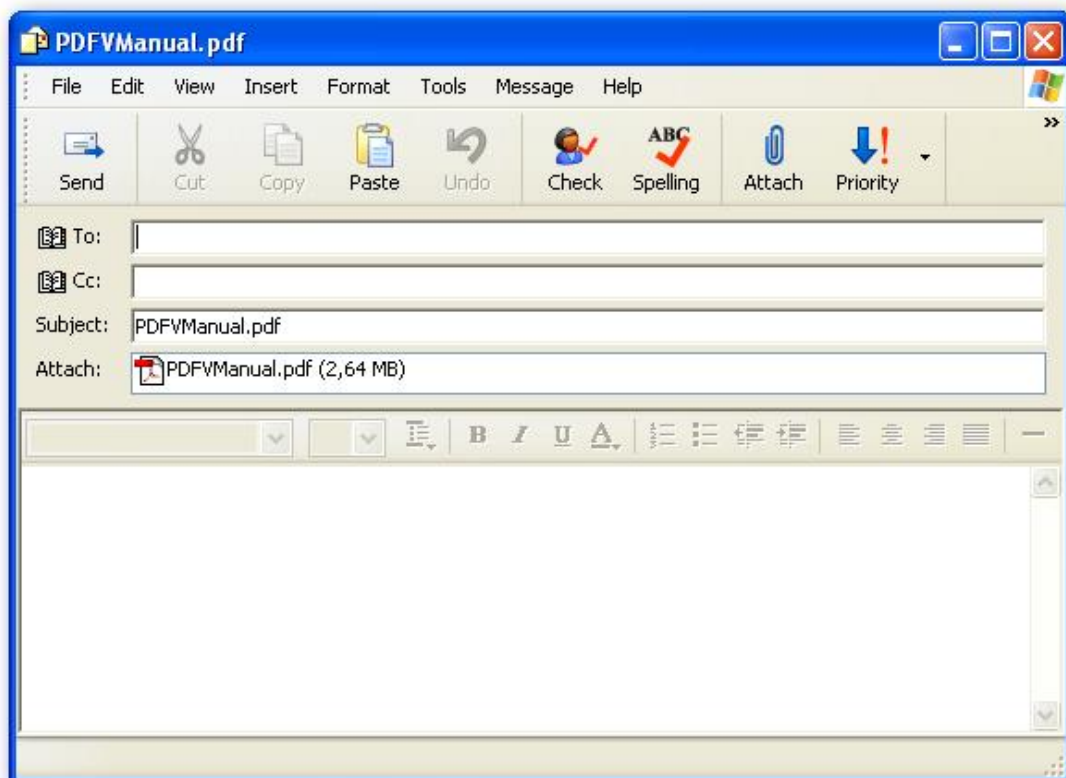 PDFVManual.pdf
File Edit View Insert Format Tools Message Help
»
ABC
Send Cut Copy Paste Undo Check Spelling Attach Priority
To:
Cc:
Subject: PDFVManual.pdf
Attach: PDFVManual.pdf (2,64 MB)
B I U A